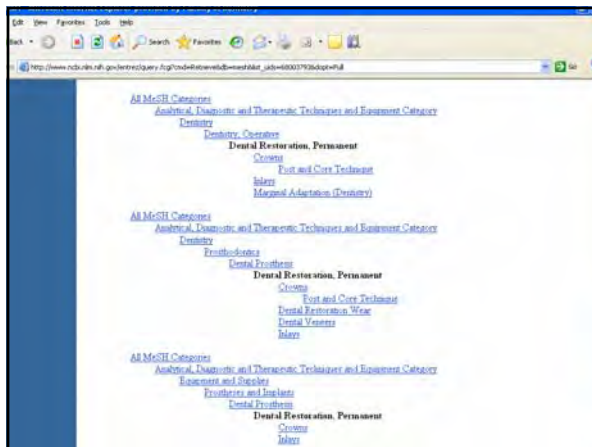 Edit View Favorites Tools Help
Back Search Favorites
http://www.ncbi.nlm.nih.gov/entrez/query.fcgi?cmd=Retrieve&db=mesh&list_uids=68003793&dopt=Full Go
All MeSH Categories
Analytical, Diagnostic and Therapeutic Techniques and Equipment Category
Dentistry
Dentistry, Operative
Dental Restoration, Permanent
Crowns
Post and Core Technique
Inlays
Marginal Adaptation (Dentistry)
All MeSH Categories
Analytical, Diagnostic and Therapeutic Techniques and Equipment Category
Dentistry
Prosthodontics
Dental Prosthesis
Dental Restoration, Permanent
Crowns
Post and Core Technique
Dental Restoration Wear
Dental Veneers
Inlays
All MeSH Categories
Analytical, Diagnostic and Therapeutic Techniques and Equipment Category
Equipment and Supplies
Prostheses and Implants
Dental Prosthesis
Dental Restoration, Permanent
Crowns
Inlays